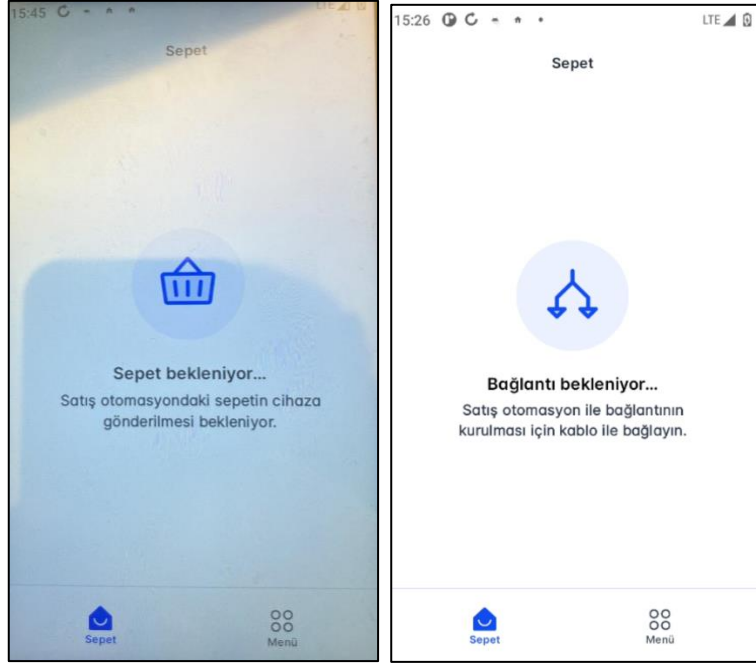 15:45
LTE
Sepet
Sepet bekleniyor...
Satış otomasyondaki sepetin cihaza
gönderilmesi bekleniyor.
Sepet
Menü
15:26
LTE
Sepet
Bağlantı bekleniyor...
Satış otomasyon ile bağlantının
kurulması için kablo ile bağlayın.
Sepet
Menü